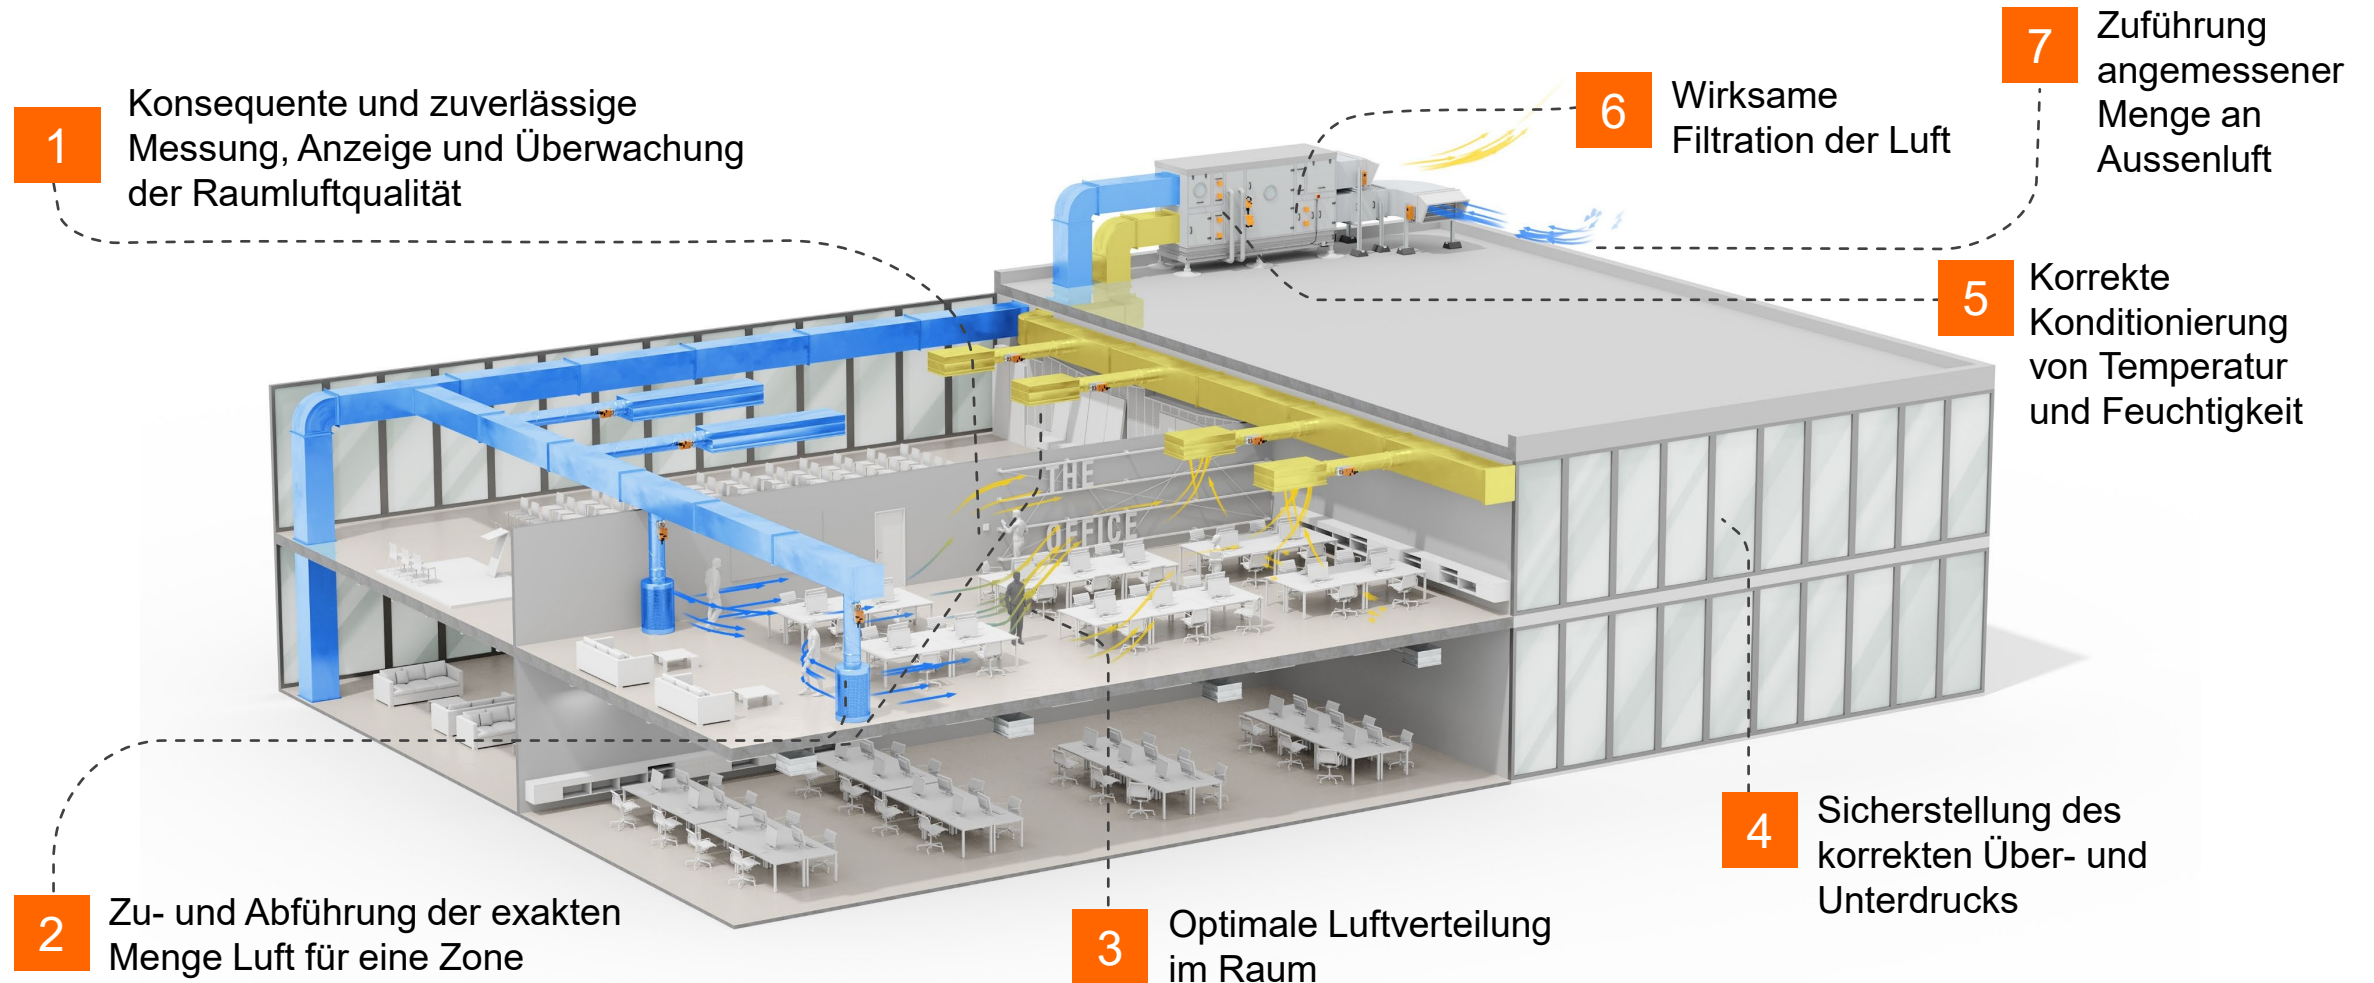 1
Konsequente und zuverlässige
Messung, Anzeige und Überwachung
der Raumluftqualität
6
Wirksame
Filtration der Luft
7
Zuführung
angemessener
Menge an
Aussenluft
5
Korrekte
Konditionierung
von Temperatur
und Feuchtigkeit
THE
OFFICE
4
Sicherstellung des
korrekten Über- und
Unterdrucks
2
Zu- und Abführung der exakten
Menge Luft für eine Zone
3
Optimale Luftverteilung
im Raum